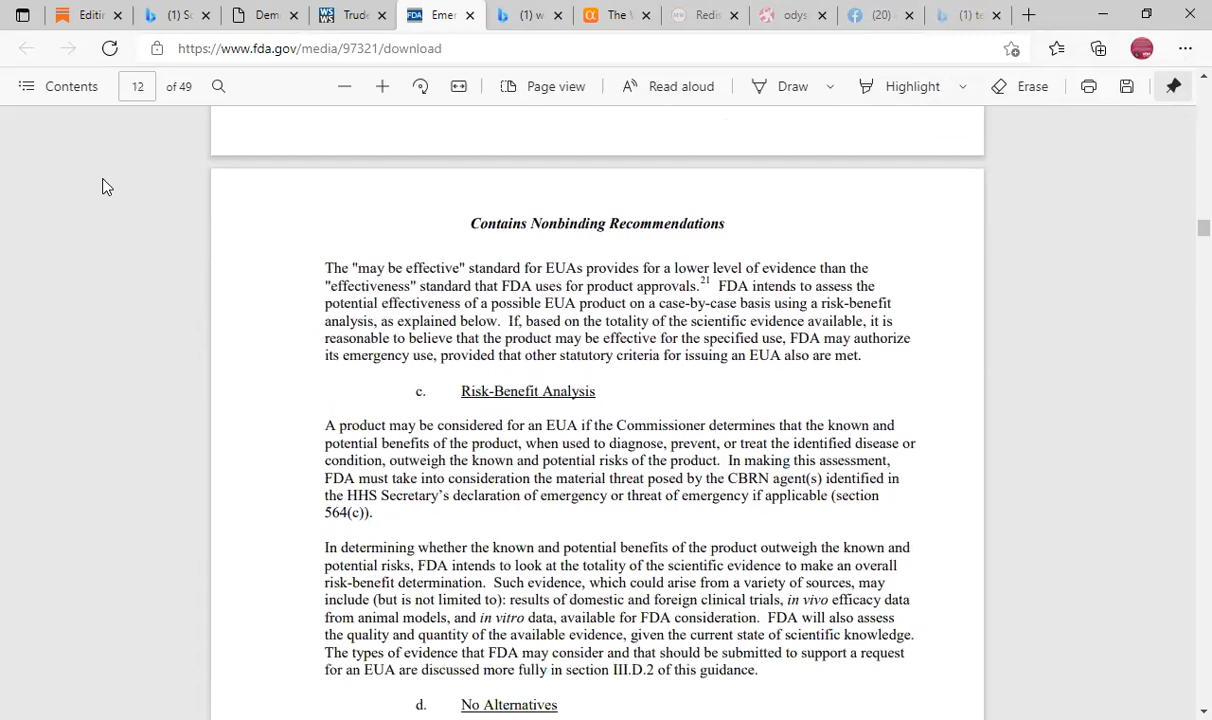 Editin
(1) Sc
Dem
Trude
Emer
(1) w
The V
Redis
odys
(20)
(1) te
https://www.fda.gov/media/97321/download
Contents
12 of 49
Page view
Read aloud
Draw
Highlight
Erase
Contains Nonbinding Recommendations
The "may be effective" standard for EUAs provides for a lower level of evidence than the
"effectiveness" standard that FDA uses for product approvals.21 FDA intends to assess the
potential effectiveness of a possible EUA product on a case-by-case basis using a risk-benefit
analysis, as explained below. If, based on the totality of the scientific evidence available, it is
reasonable to believe that the product may be effective for the specified use, FDA may authorize
its emergency use, provided that other statutory criteria for issuing an EUA also are met.
c. Risk-Benefit Analysis
A product may be considered for an EUA if the Commissioner determines that the known and
potential benefits of the product, when used to diagnose, prevent, or treat the identified disease or
condition, outweigh the known and potential risks of the product. In making this assessment,
FDA must take into consideration the material threat posed by the CBRN agent(s) identified in
the HHS Secretary's declaration of emergency or threat of emergency if applicable (section
564(c)).
In determining whether the known and potential benefits of the product outweigh the known and
potential risks, FDA intends to look at the totality of the scientific evidence to make an overall
risk-benefit determination. Such evidence, which could arise from a variety of sources, may
include (but is not limited to): results of domestic and foreign clinical trials, in vivo efficacy data
from animal models, and in vitro data, available for FDA consideration. FDA will also assess
the quality and quantity of the available evidence, given the current state of scientific knowledge.
The types of evidence that FDA may consider and that should be submitted to support a request
for an EUA are discussed more fully in section III.D.2 of this guidance.
d. No Alternatives